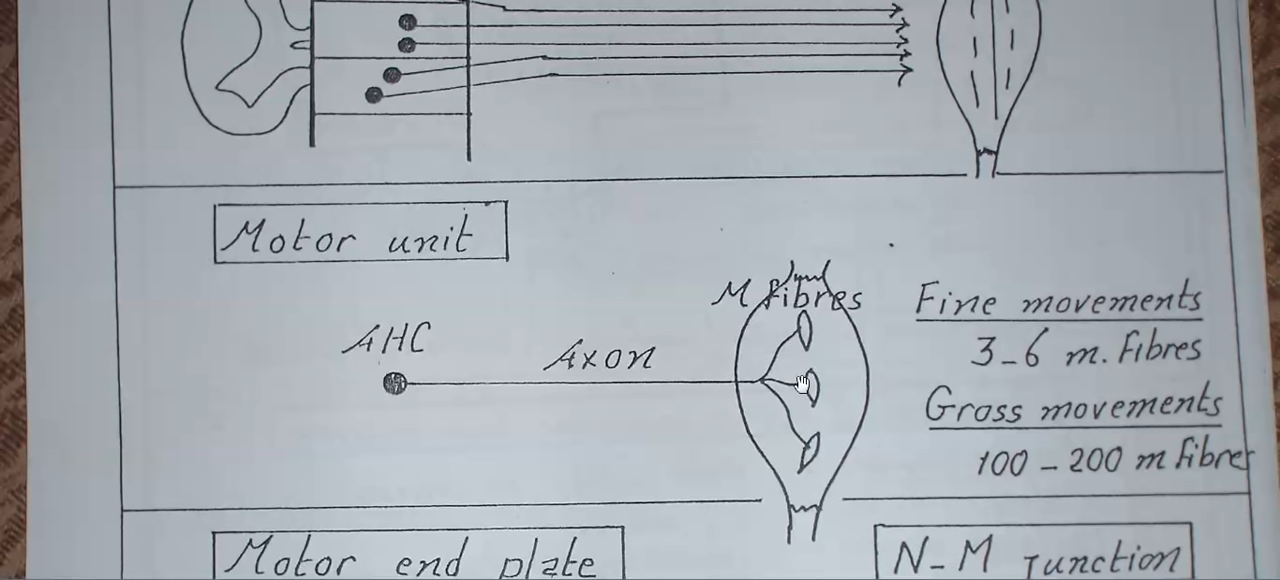 Motor unit
M fibres
AHC
Axon
Fine movements
3-6 m. fibres
Gross movements
100 - 200 m fibres
Motor end plate
N-M Junction